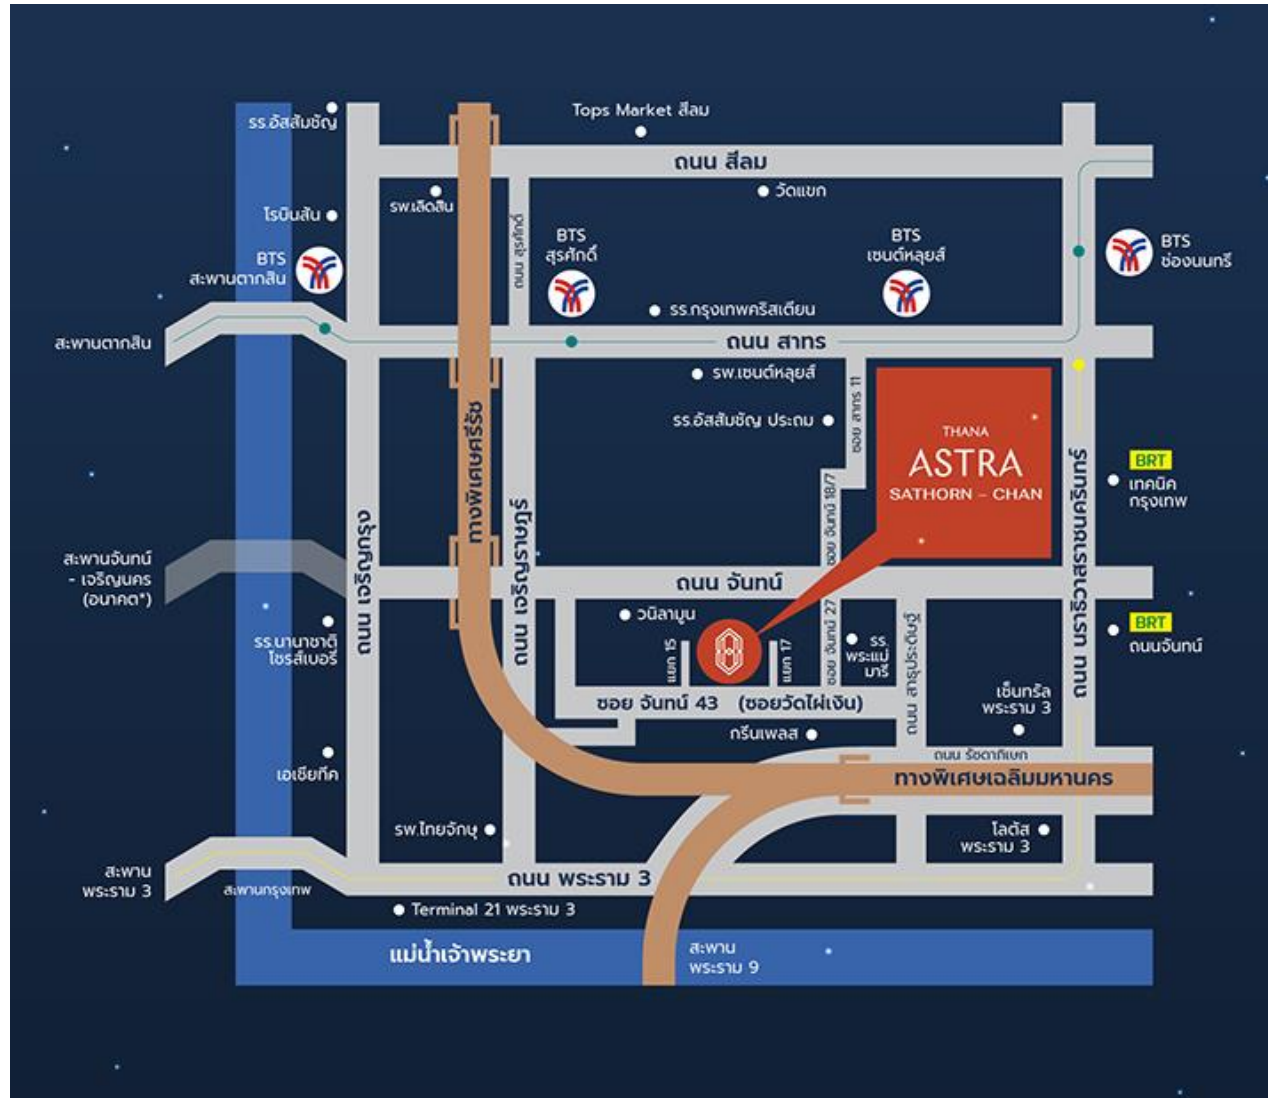 Tops Market สีลม
รร.อัสสัมชัญ
ถนน สีลม
รพ.เลิดสิน
วัดแขก
โรบินสัน
ถนน สุรศักดิ์
BTS
สุรศักดิ์
BTS
เซนต์หลุยส์
BTS
ช่องนนทรี
BTS
สะพานตากสิน
รร.กรุงเทพคริสเตียน
สะพานตากสิน
ถนน สาทร
รพ.เซนต์หลุยส์
ซอย สาทร 11
รร.อัสสัมชัญ ประถม
THANA
ASTRA
SATHORN – CHAN
ทางพิเศษศรีรัช
BRT
เทคนิค
กรุงเทพ
ซอย จันทน์ 18/7
ถนน เจริญกรุง
ถนน เจริญราษฎร์
ถนน นราธิวาสราชนครินทร์
สะพานจันทน์
- เจริญนคร
(อนาคต*)
ถนน จันทน์
วนิลามูน
แยก 15
แยก 17
ซอย จันทน์ 27
รร.
พระแม่
มารี
ถนน สาธุประดิษฐ์
BRT
ถนนจันทน์
รร.นานาชาติ
โชรส์เบอรี่
ซอย จันทน์ 43 (ซอยวัดไผ่เงิน)
เซ็นทรัล
พระราม 3
กรีนเพลส
ถนน รัชดาภิเษก
เอเชียทีค
ทางพิเศษเฉลิมมหานคร
รพ.ไทยจักษุ
โลตัส
พระราม 3
สะพาน
พระราม 3
สะพานกรุงเทพ
ถนน พระราม 3
Terminal 21 พระราม 3
แม่น้ำเจ้าพระยา
สะพาน
พระราม 9